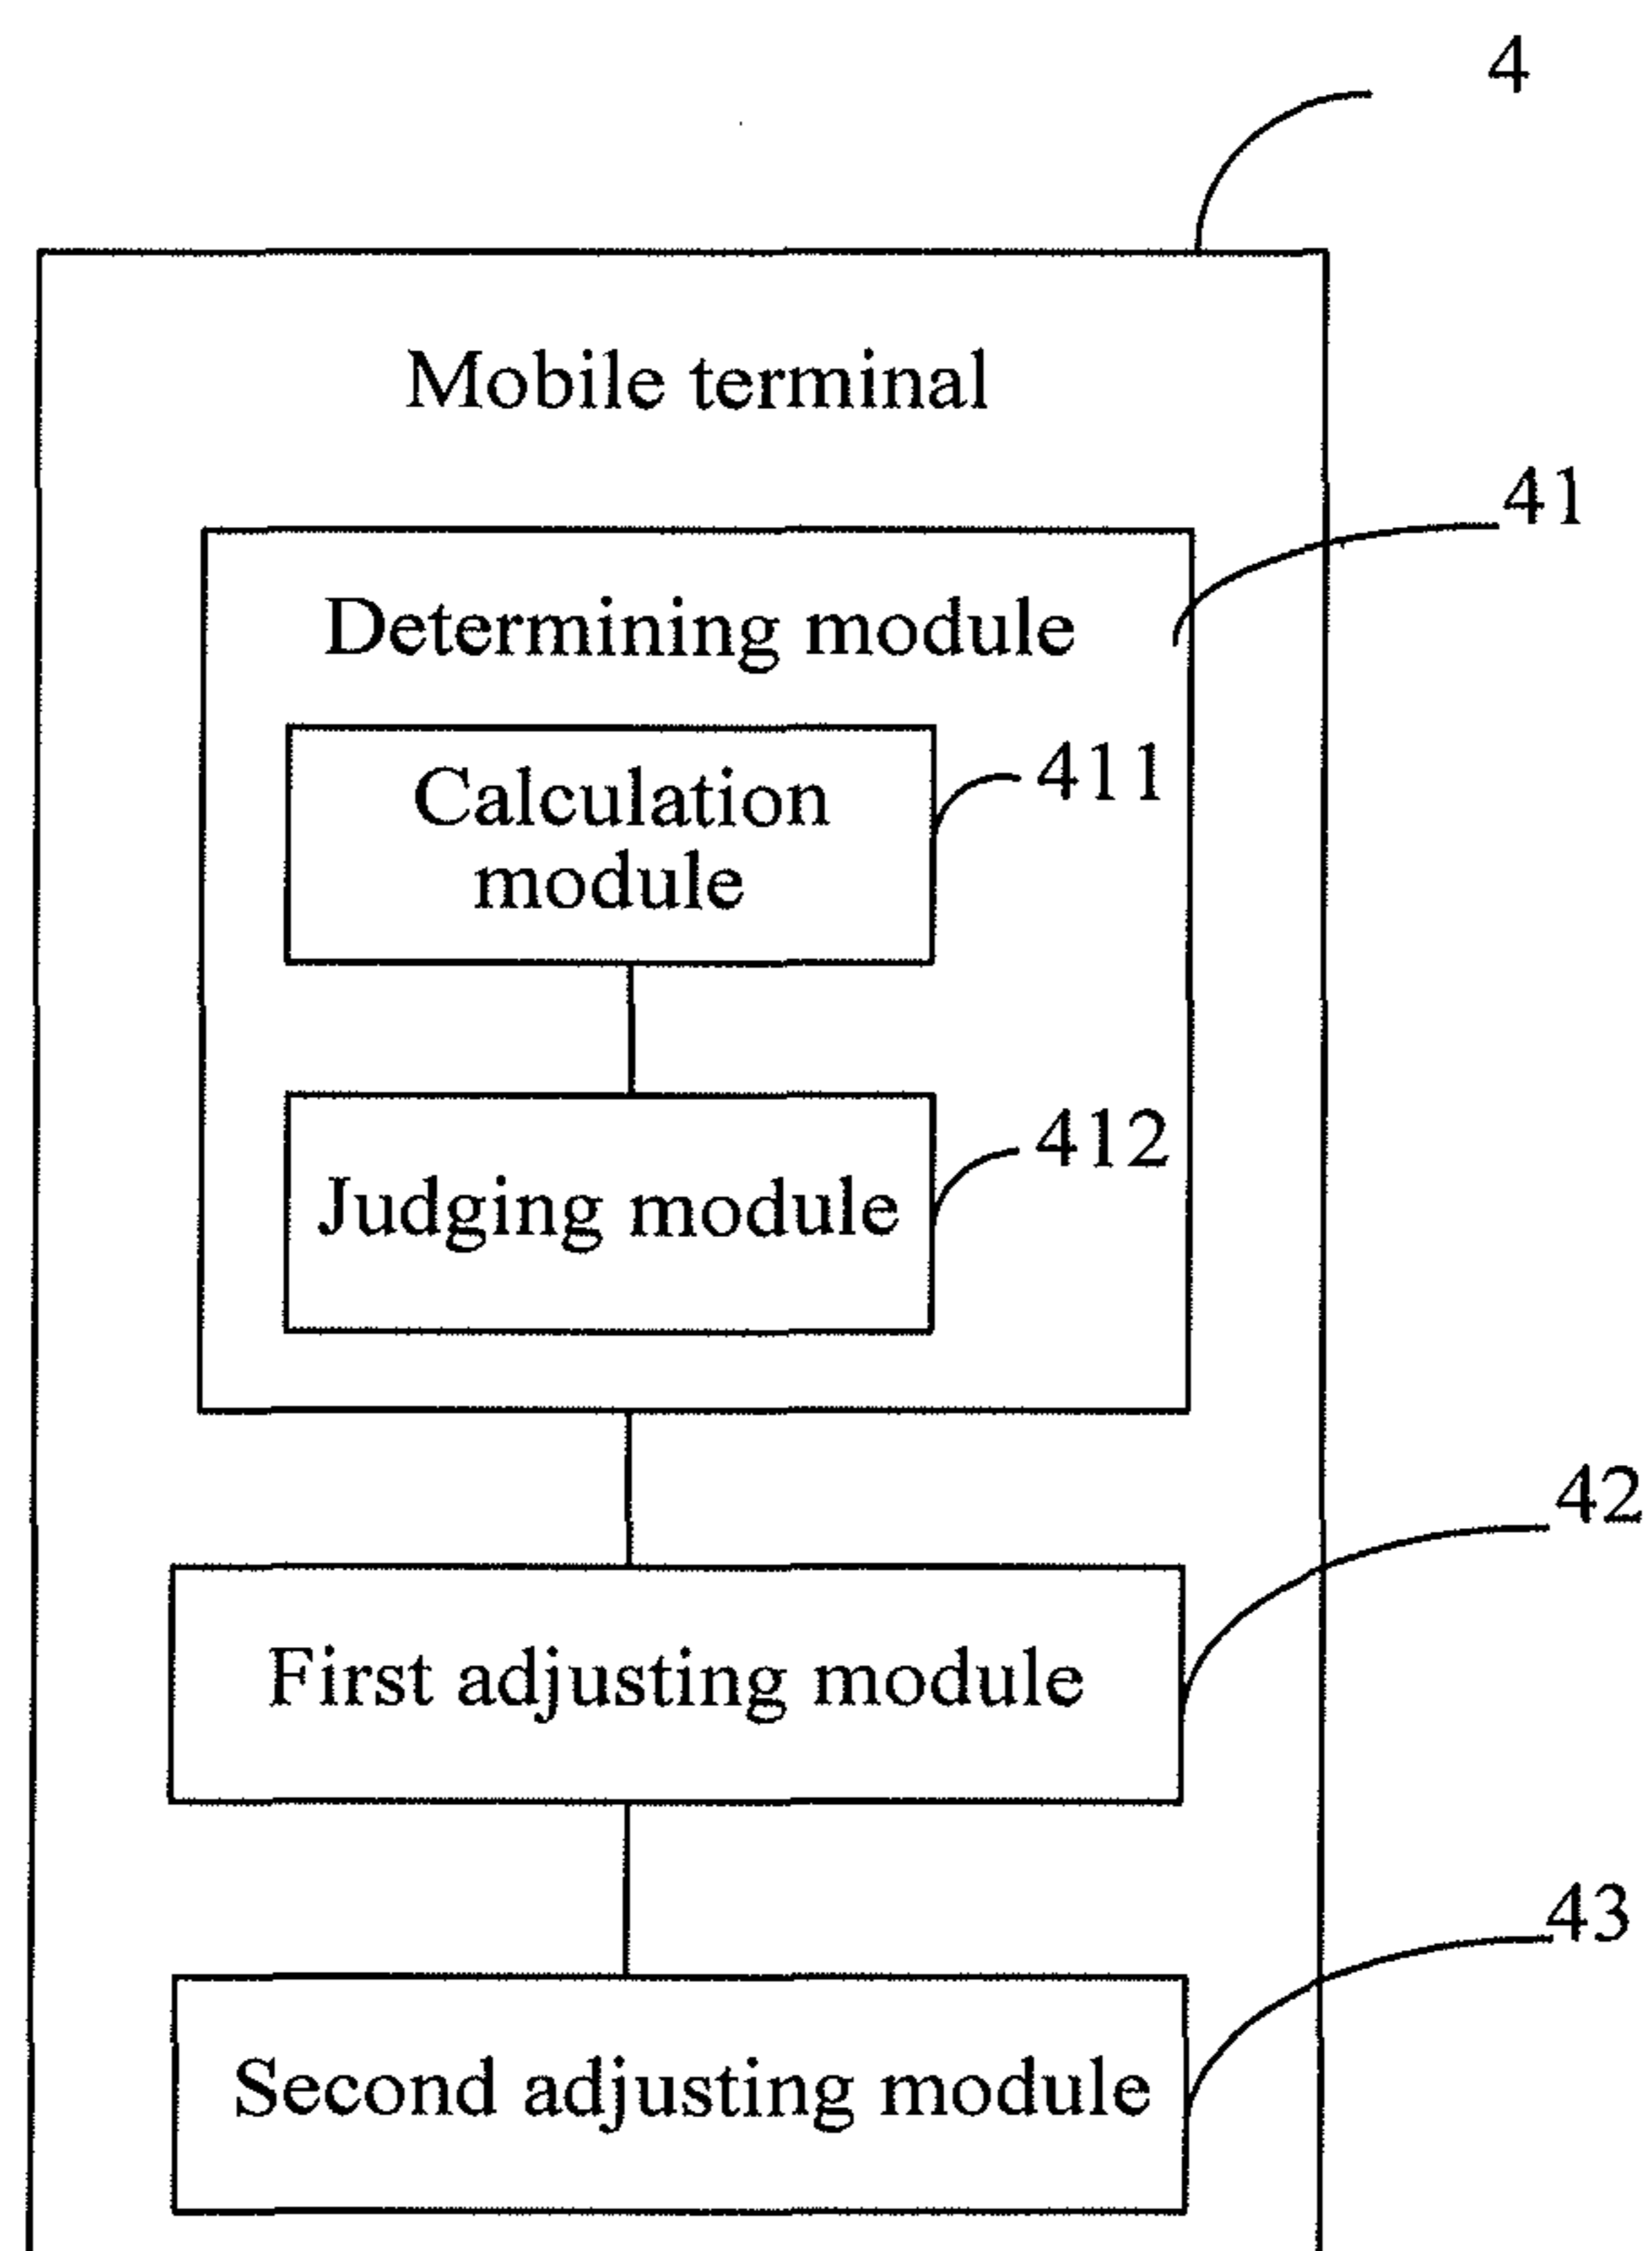 4
Mobile terminal
41
Determining module
Calculation
module
411
Judging module
412
42
First adjusting module
43
Second adjusting module